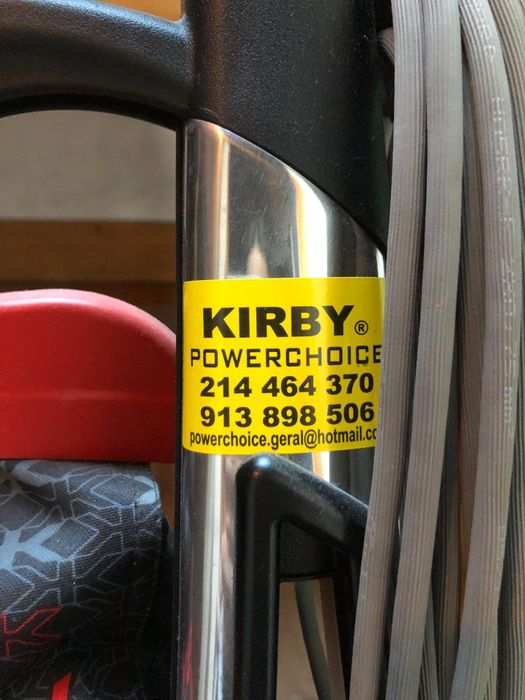 KIRBY ®
POWERCHOICE
214 464 370
913 898 506
powerchoice.geral@hotmail.co